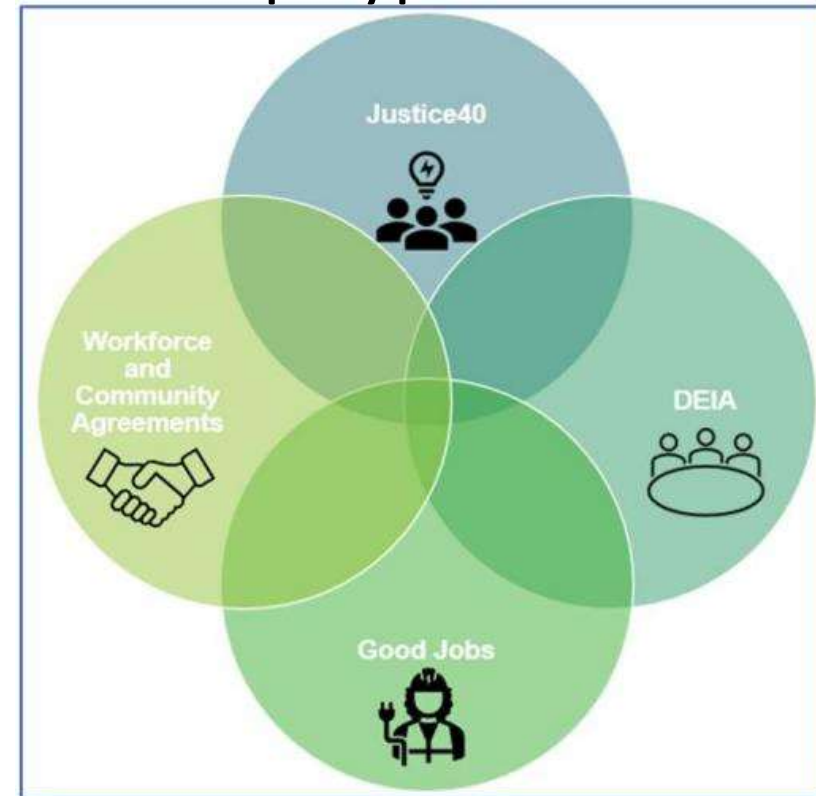 Justice40
Workforce
and
Community
Agreements
DEIA
Good Jobs